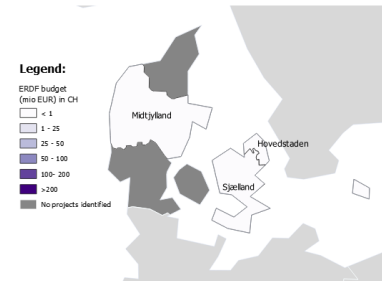 Legend:
ERDF budget
(mio EUR) in CH
< 1
1 - 25
25 - 50
50 - 100
100- 200
>200
No projects identified
Midtjylland
Hovedstaden
Sjælland